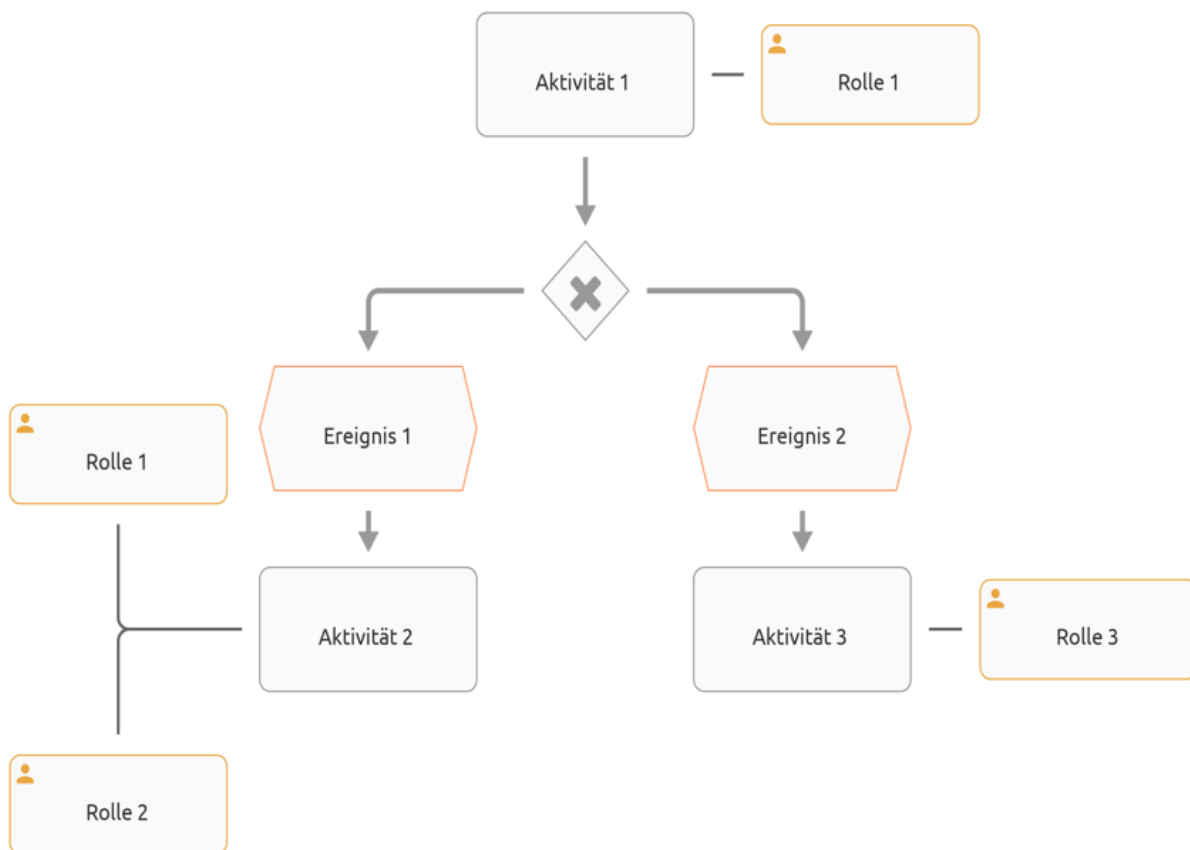 Aktivität 1
Rolle 1
Ereignis 1
Ereignis 2
Rolle 1
Aktivität 2
Aktivität 3
Rolle 3
Rolle 2